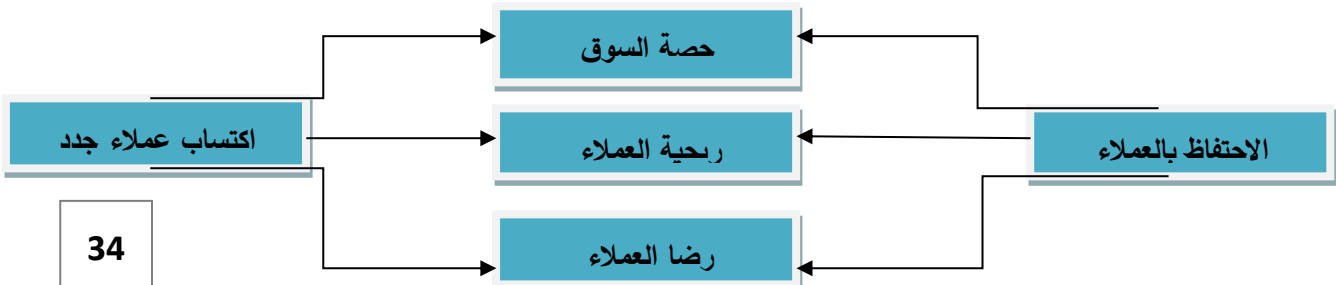 حصة السوق
الاحتفاظ بالعملاء
ربحية العملاء
اكتساب عملاء جدد
رضا العملاء
34